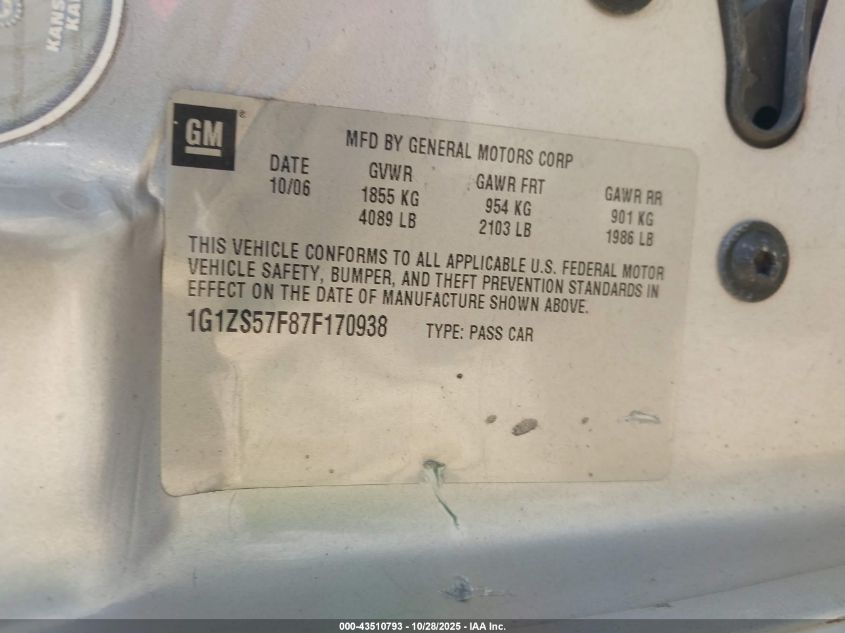 KANS
KA
GM
®
MFD BY GENERAL MOTORS CORP
DATE GVWR GAWR FRT GAWR RR
10/06 1855 KG 954 KG 901 KG
4089 LB 2103 LB 1986 LB
THIS VEHICLE CONFORMS TO ALL APPLICABLE U.S. FEDERAL MOTOR
VEHICLE SAFETY, BUMPER, AND THEFT PREVENTION STANDARDS IN
EFFECT ON THE DATE OF MANUFACTURE SHOWN ABOVE.
1G1ZS57F87F170938 TYPE: PASS CAR
000-43510793 | 10/28/2025 - IAA Inc.